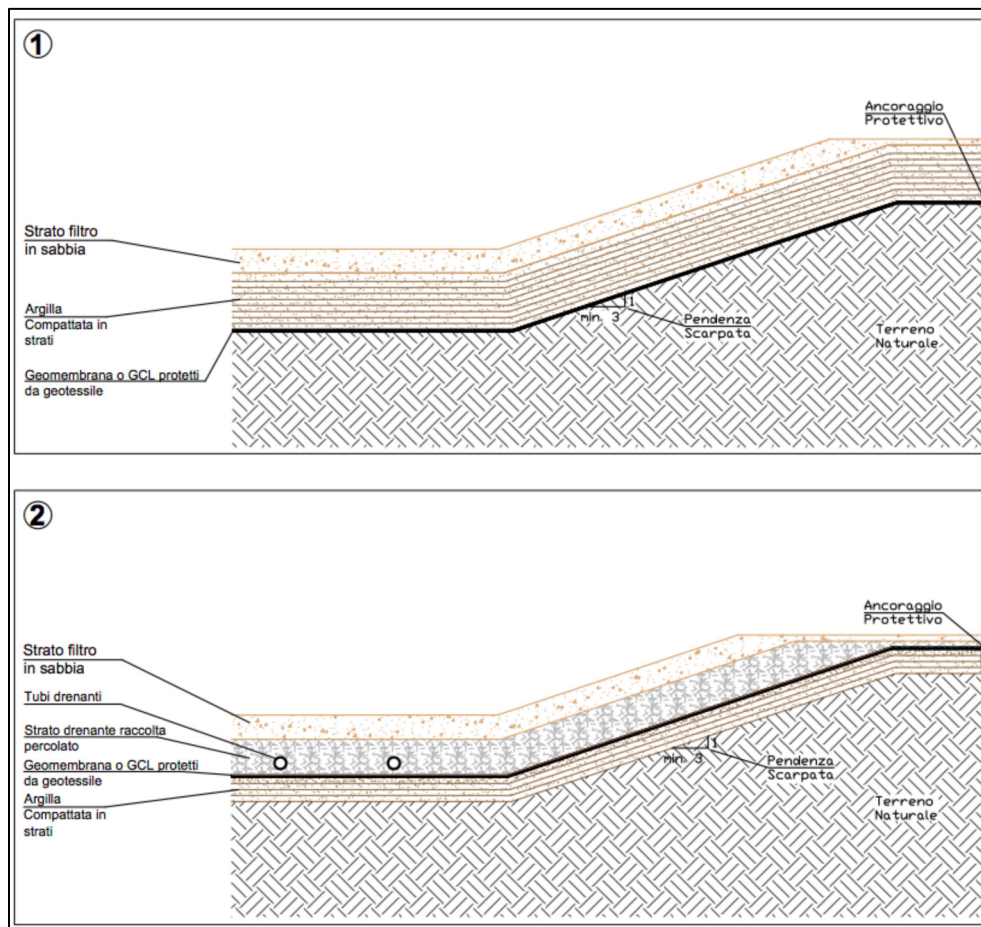 1
Ancoraggio
Protettivo
Strato filtro
in sabbia
Argilla
Compattata in
strati
Geomembrana o GCL protetti
da geotessile
1
min. 3
Pendenza
Scarpata
Terreno
Naturale
2
Ancoraggio
Protettivo
Strato filtro
in sabbia
Tubi drenanti
Strato drenante raccolta
percolato
Geomembrana o GCL protetti
da geotessile
Argilla
Compattata in
strati
1
min. 3
Pendenza
Scarpata
Terreno
Naturale